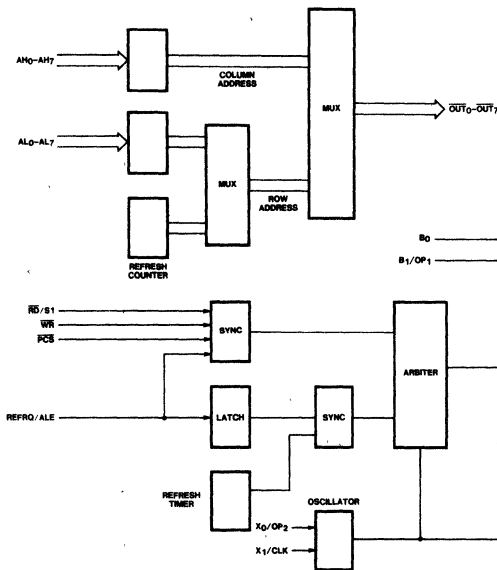 AH0–AH7
COLUMN
ADDRESS
MUX
OUT0–OUT7
AL0–AL7
MUX
ROW
ADDRESS
REFRESH
COUNTER
B0
B1/OP1
RD/S1
WR
PCS
SYNC
ARBITER
REFRQ/ALE
LATCH
SYNC
REFRESH
TIMER
OSCILLATOR
X0/OP2
X1/CLK